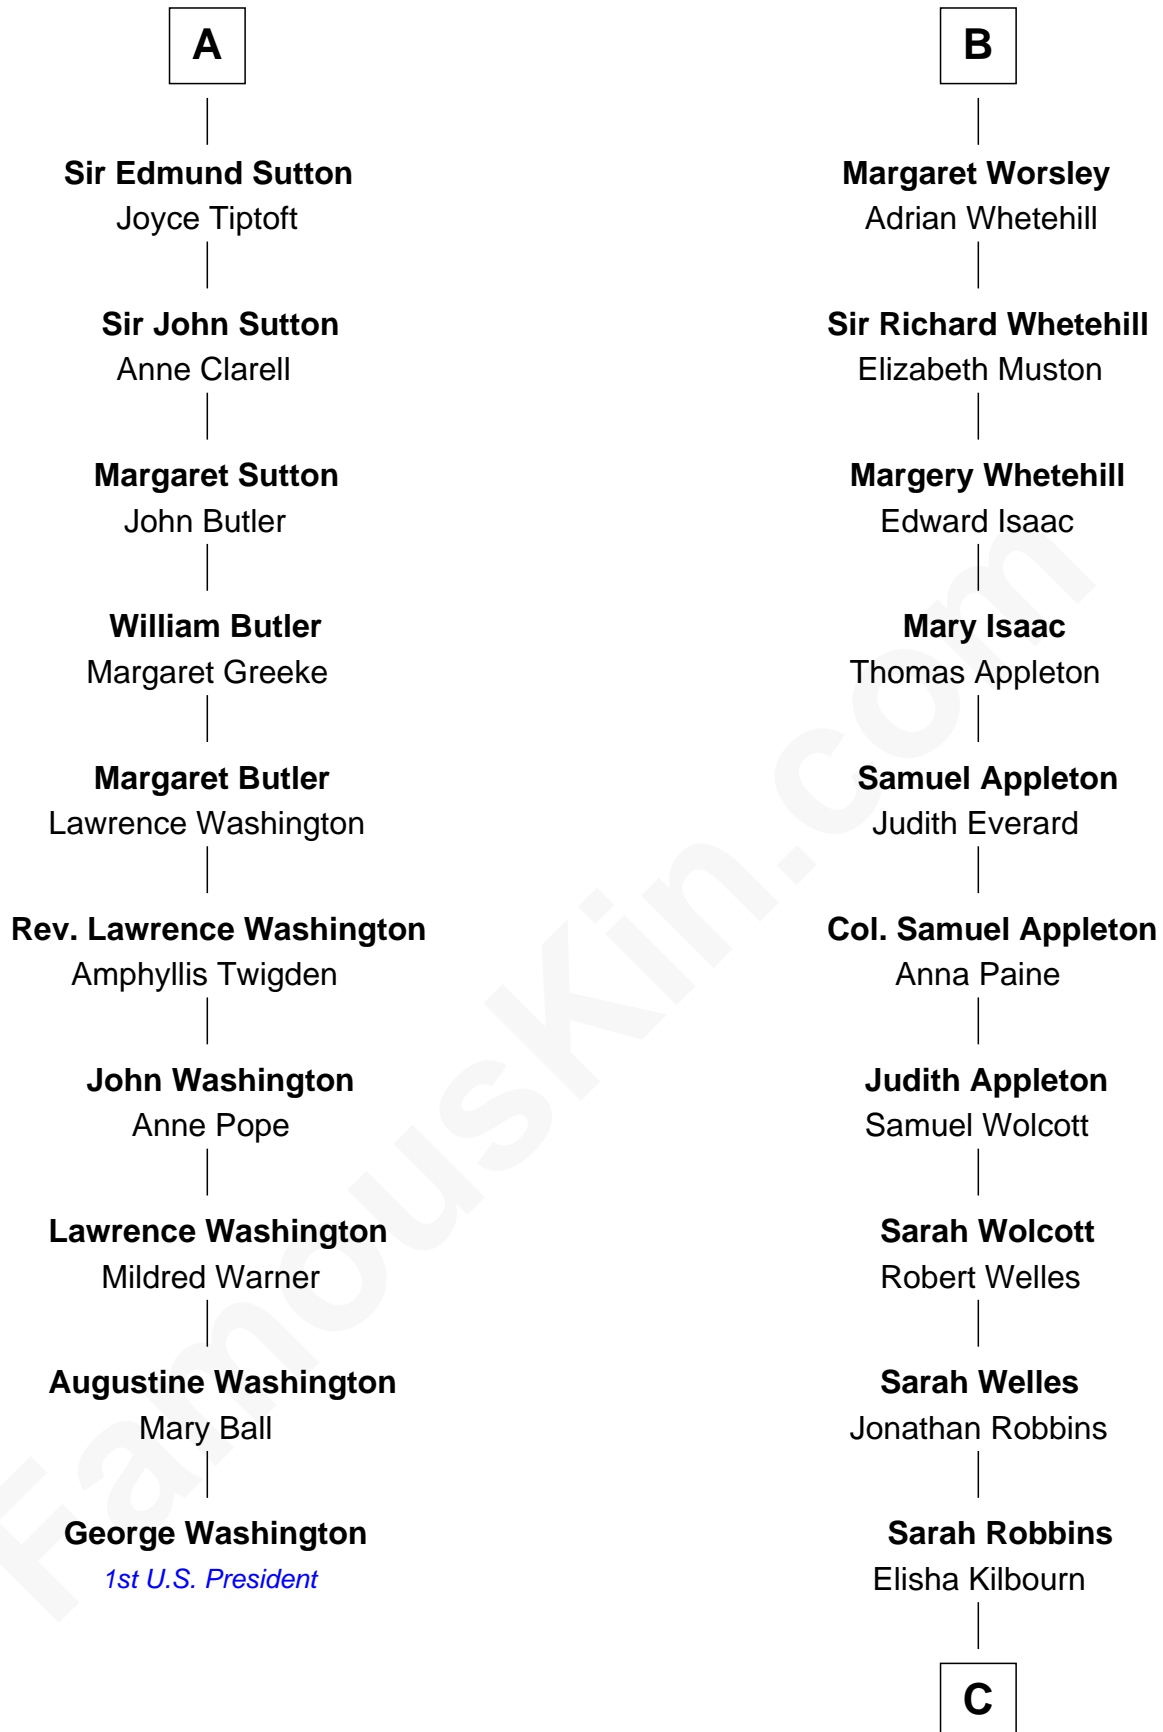 A
Sir Edmund Sutton
Joyce Tiptoft
Sir John Sutton
Anne Clarell
Margaret Sutton
John Butler
William Butler
Margaret Greeke
Margaret Butler
Lawrence Washington
Rev. Lawrence Washington
Amphyllis Twigden
John Washington
Anne Pope
Lawrence Washington
Mildred Warner
Augustine Washington
Mary Ball
George Washington
1st U.S. President
B
Margaret Worsley
Adrian Whetehill
Sir Richard Whetehill
Elizabeth Muston
Margery Whetehill
Edward Isaac
Mary Isaac
Thomas Appleton
Samuel Appleton
Judith Everard
Col. Samuel Appleton
Anna Paine
Judith Appleton
Samuel Wolcott
Sarah Wolcott
Robert Welles
Sarah Welles
Jonathan Robbins
Sarah Robbins
Elisha Kilbourn
C
FamousKin.com